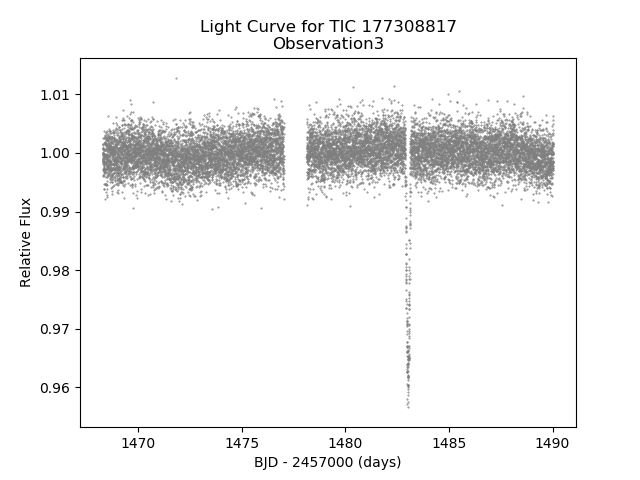 Light Curve for TIC 177308817
Observation3
1.01
1.00
0.99
0.98
0.97
0.96
Relative Flux
1470
1475
1480
1485
1490
BJD - 2457000 (days)